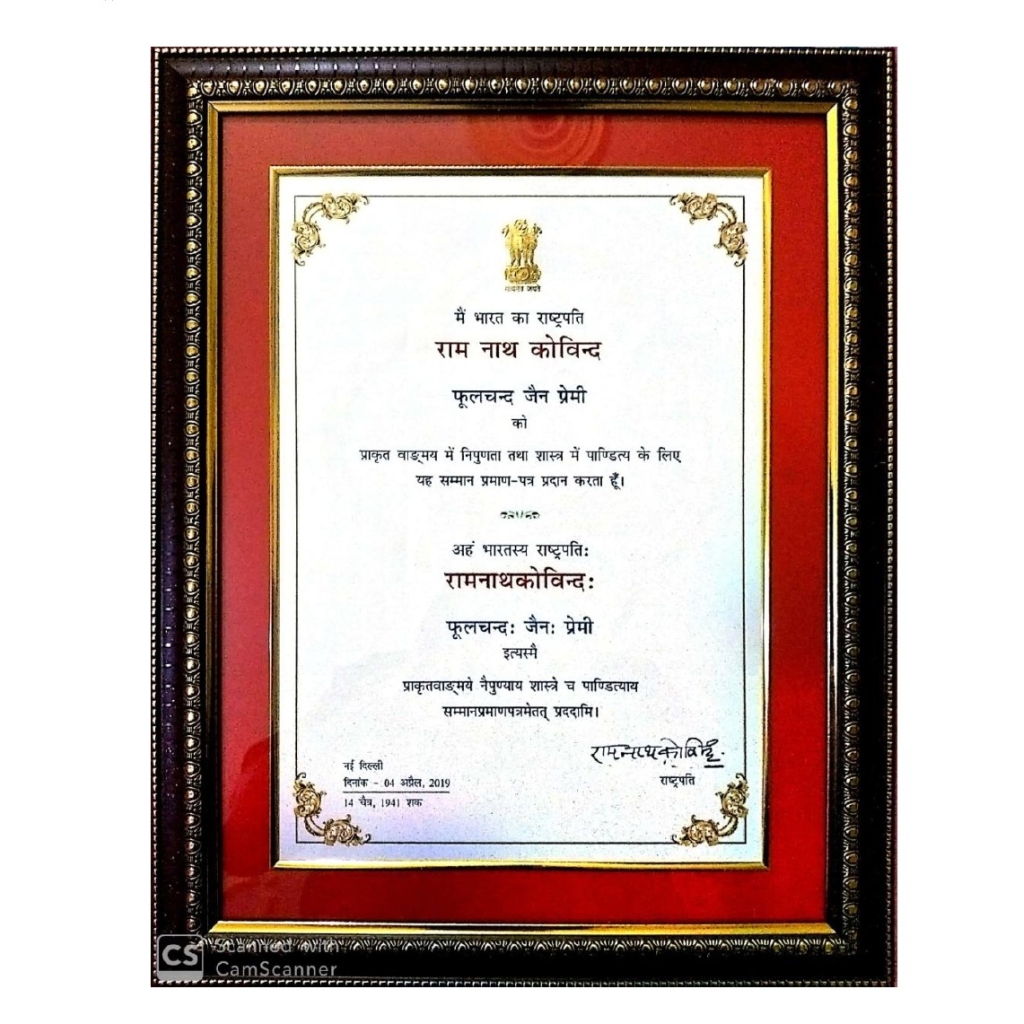 सत्यमेव जयते
मैं भारत का राष्ट्रपति
राम नाथ कोविन्द
फूलचन्द जैन प्रेमी
को
प्राकृत वाङ्मय में निपुणता तथा शास्त्र में पाण्डित्य के लिए
यह सम्मान प्रमाण-पत्र प्रदान करता हूँ।
अहं भारतस्य राष्ट्रपतिः
रामनाथकोविन्दः
फूलचन्दः जैनः प्रेमी
इत्यस्मै
प्राकृतवाङ्मये नैपुण्याय शास्त्रे च पाण्डित्याय
सम्मानप्रमाणपत्रमेतत् प्रददामि।
रामनाथ कोविन्द
राष्ट्रपति
नई दिल्ली
दिनांक - 04 अप्रैल, 2019
14 चैत्र, 1941 शक
CS Scanned with
CamScanner